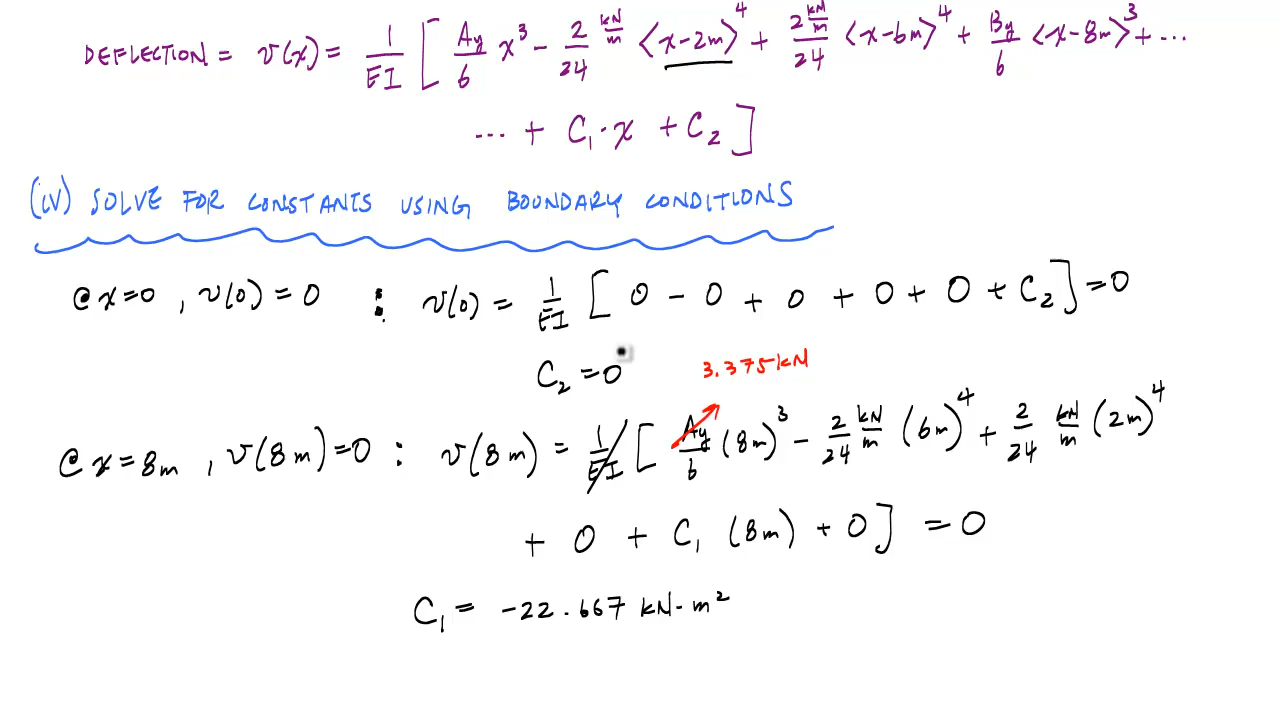 DEFLECTION = v(x) = 1/EI [ Ay/6 x³ − 2/24 kN/m ⟨x−2m⟩⁴ + 2 kN/m /24 ⟨x−6m⟩⁴ + By/6 ⟨x−8m⟩³ + ...
... + C₁·x + C₂ ]
(iv) SOLVE FOR CONSTANTS USING BOUNDARY CONDITIONS
@ x=0 , v(0) = 0 : v(0) = 1/EI [ 0 − 0 + 0 + 0 + 0 + C₂ ] = 0
C₂ = 0
3.375 kN
@ x = 8m , v(8m) = 0 : v(8m) = 1/EI [ Ay/6 (8m)³ − 2/24 kN/m (6m)⁴ + 2/24 kN/m (2m)⁴
+ 0 + C₁ (8m) + 0 ] = 0
C₁ = −22.667 kN·m²